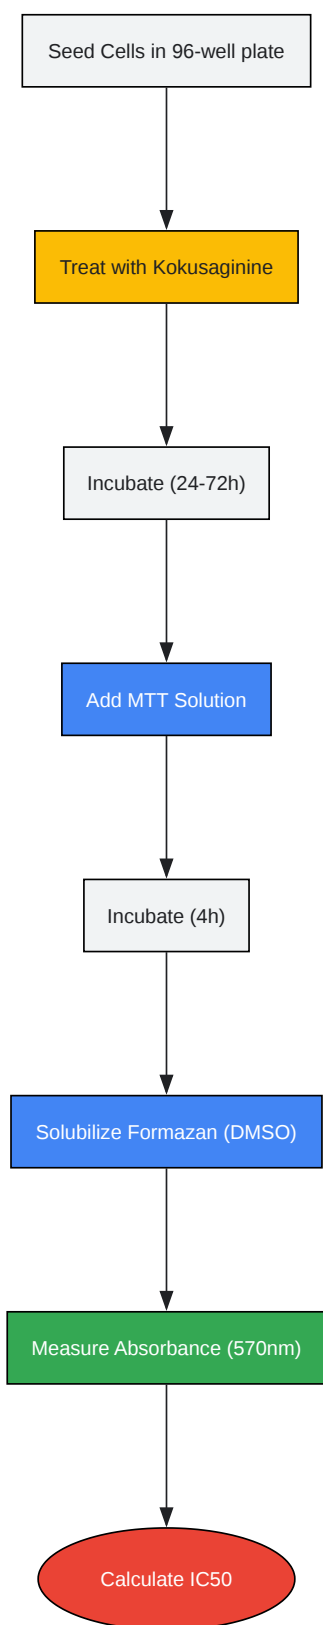 Seed Cells in 96-well plate
Treat with Kokusaginine
Incubate (24-72h)
Add MTT Solution
Incubate (4h)
Solubilize Formazan (DMSO)
Measure Absorbance (570nm)
Calculate IC50